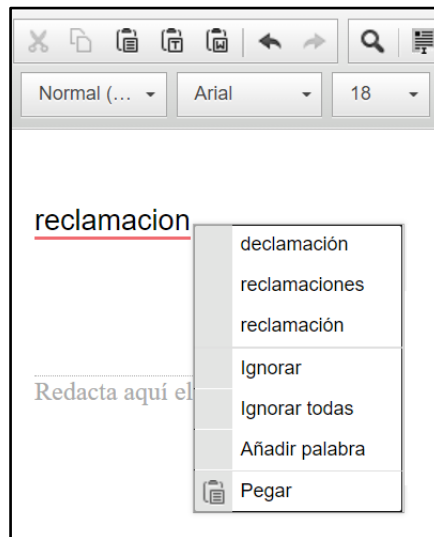 Normal (... Arial 18
reclamacion
declamación
reclamaciones
reclamación
Ignorar
Redacta aquí el
Ignorar todas
Añadir palabra
Pegar